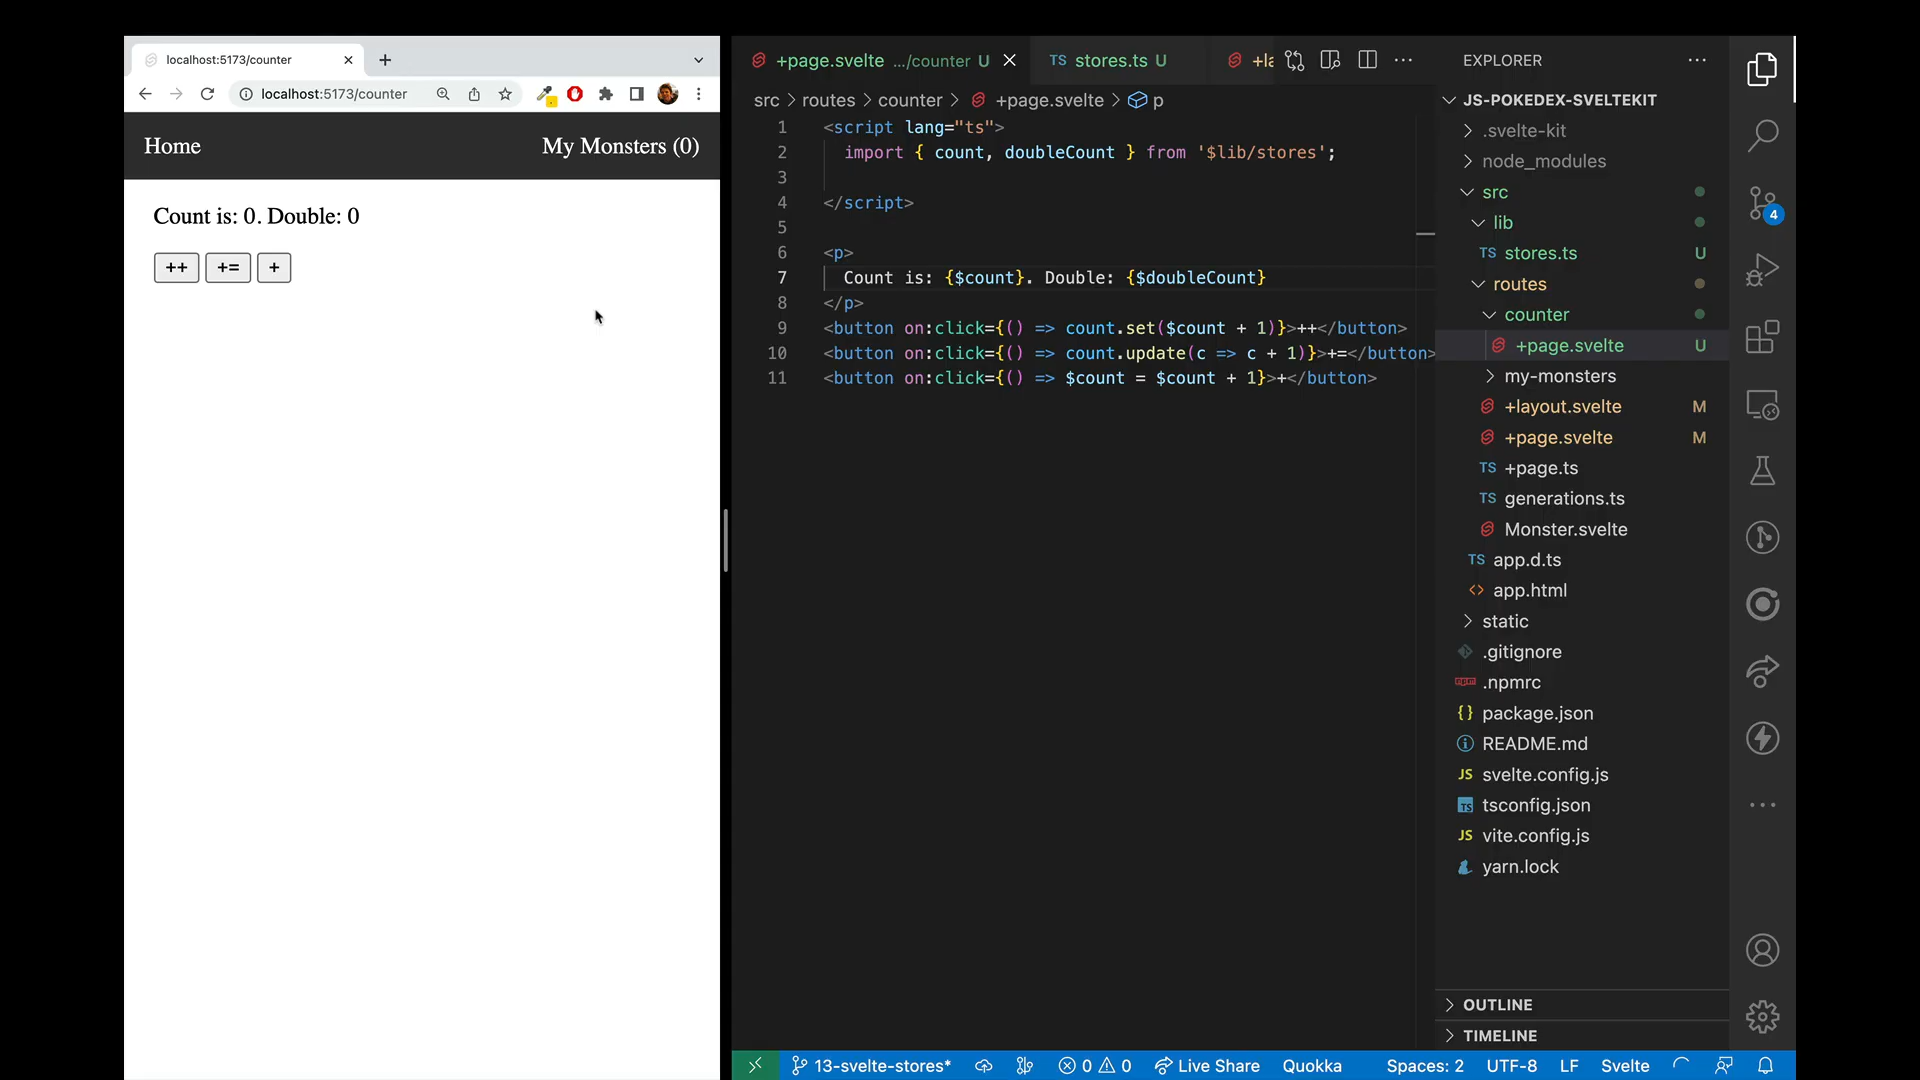 localhost:5173/counter
localhost:5173/counter
Home
My Monsters (0)
Count is: 0. Double: 0
++ += +
+page.svelte .../counter U
TS stores.ts U
+la
src > routes > counter > +page.svelte > p
1 <script lang="ts">
2 import { count, doubleCount } from '$lib/stores';
3
4 </script>
5
6 <p>
7 Count is: {$count}. Double: {$doubleCount}
8 </p>
9 <button on:click={() => count.set($count + 1)}>++</button>
10 <button on:click={() => count.update(c => c + 1)}>+=</button>
11 <button on:click={() => $count = $count + 1}>+</button>
EXPLORER
JS-POKEDEX-SVELTEKIT
.svelte-kit
node_modules
src
lib
TS stores.ts U
routes
counter
+page.svelte U
my-monsters
+layout.svelte M
+page.svelte M
TS +page.ts
TS generations.ts
Monster.svelte
TS app.d.ts
<> app.html
static
.gitignore
npm .npmrc
{} package.json
README.md
JS svelte.config.js
TS tsconfig.json
JS vite.config.js
yarn.lock
OUTLINE
TIMELINE
4
13-svelte-stores* 0 0 Live Share Quokka Spaces: 2 UTF-8 LF Svelte